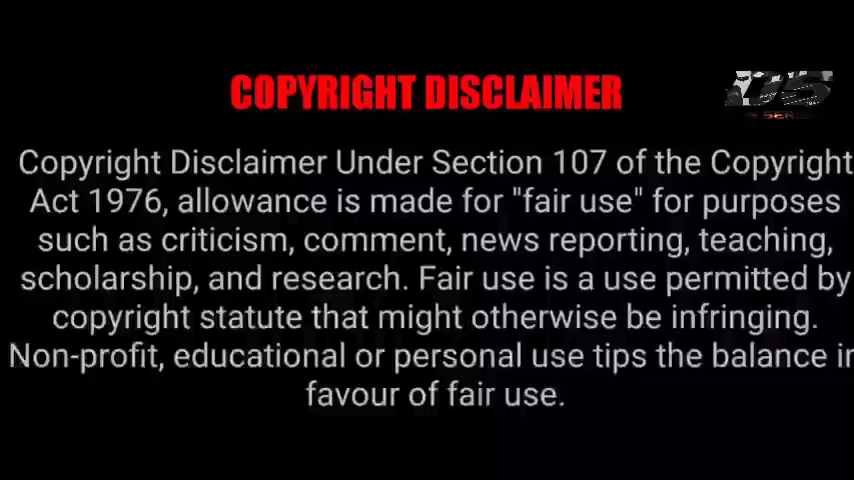 COPYRIGHT DISCLAIMER
Copyright Disclaimer Under Section 107 of the Copyright
Act 1976, allowance is made for "fair use" for purposes
such as criticism, comment, news reporting, teaching,
scholarship, and research. Fair use is a use permitted by
copyright statute that might otherwise be infringing.
Non-profit, educational or personal use tips the balance in
favour of fair use.